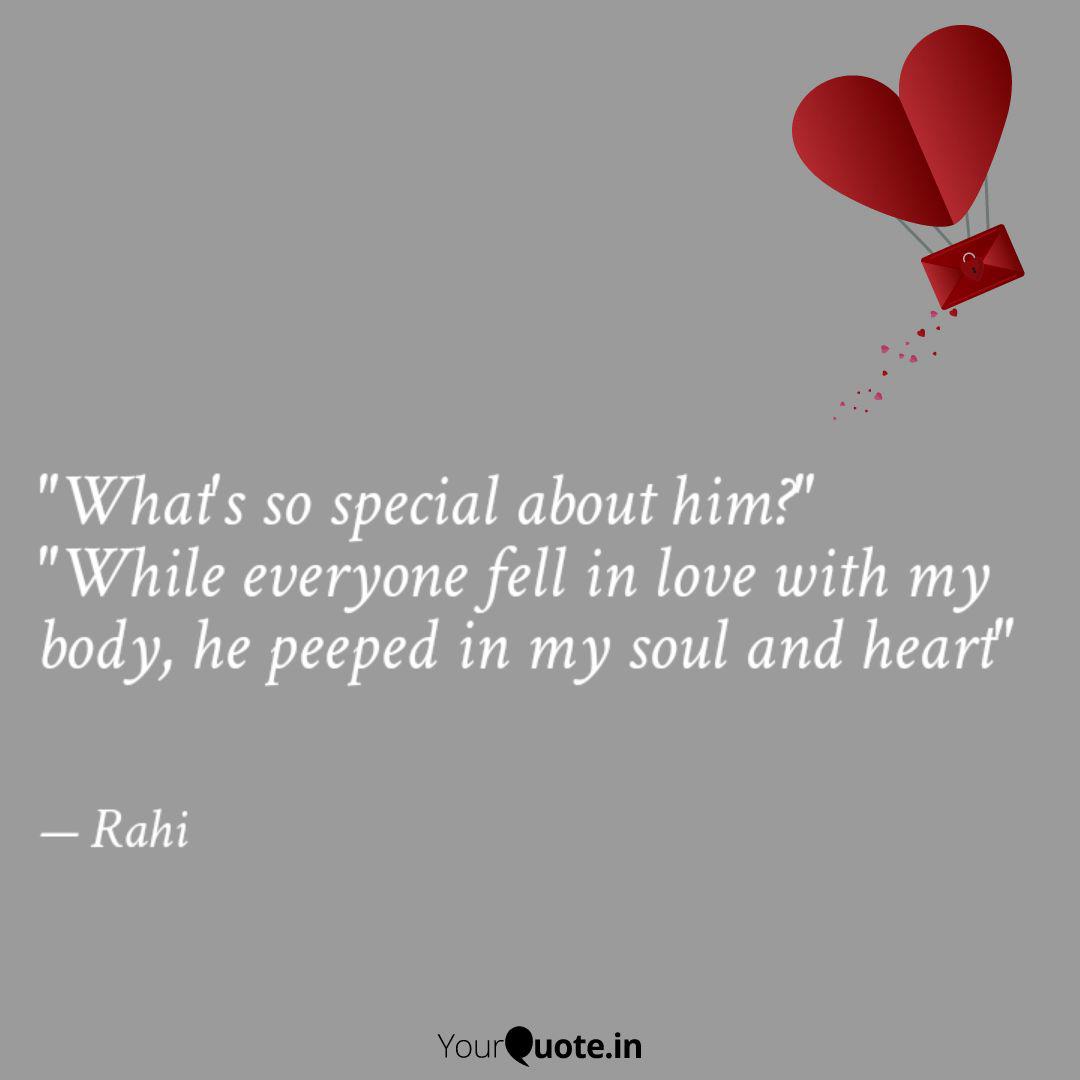 "What's so special about him?"
"While everyone fell in love with my
body, he peeped in my soul and heart"
— Rahi
YourQuote.in